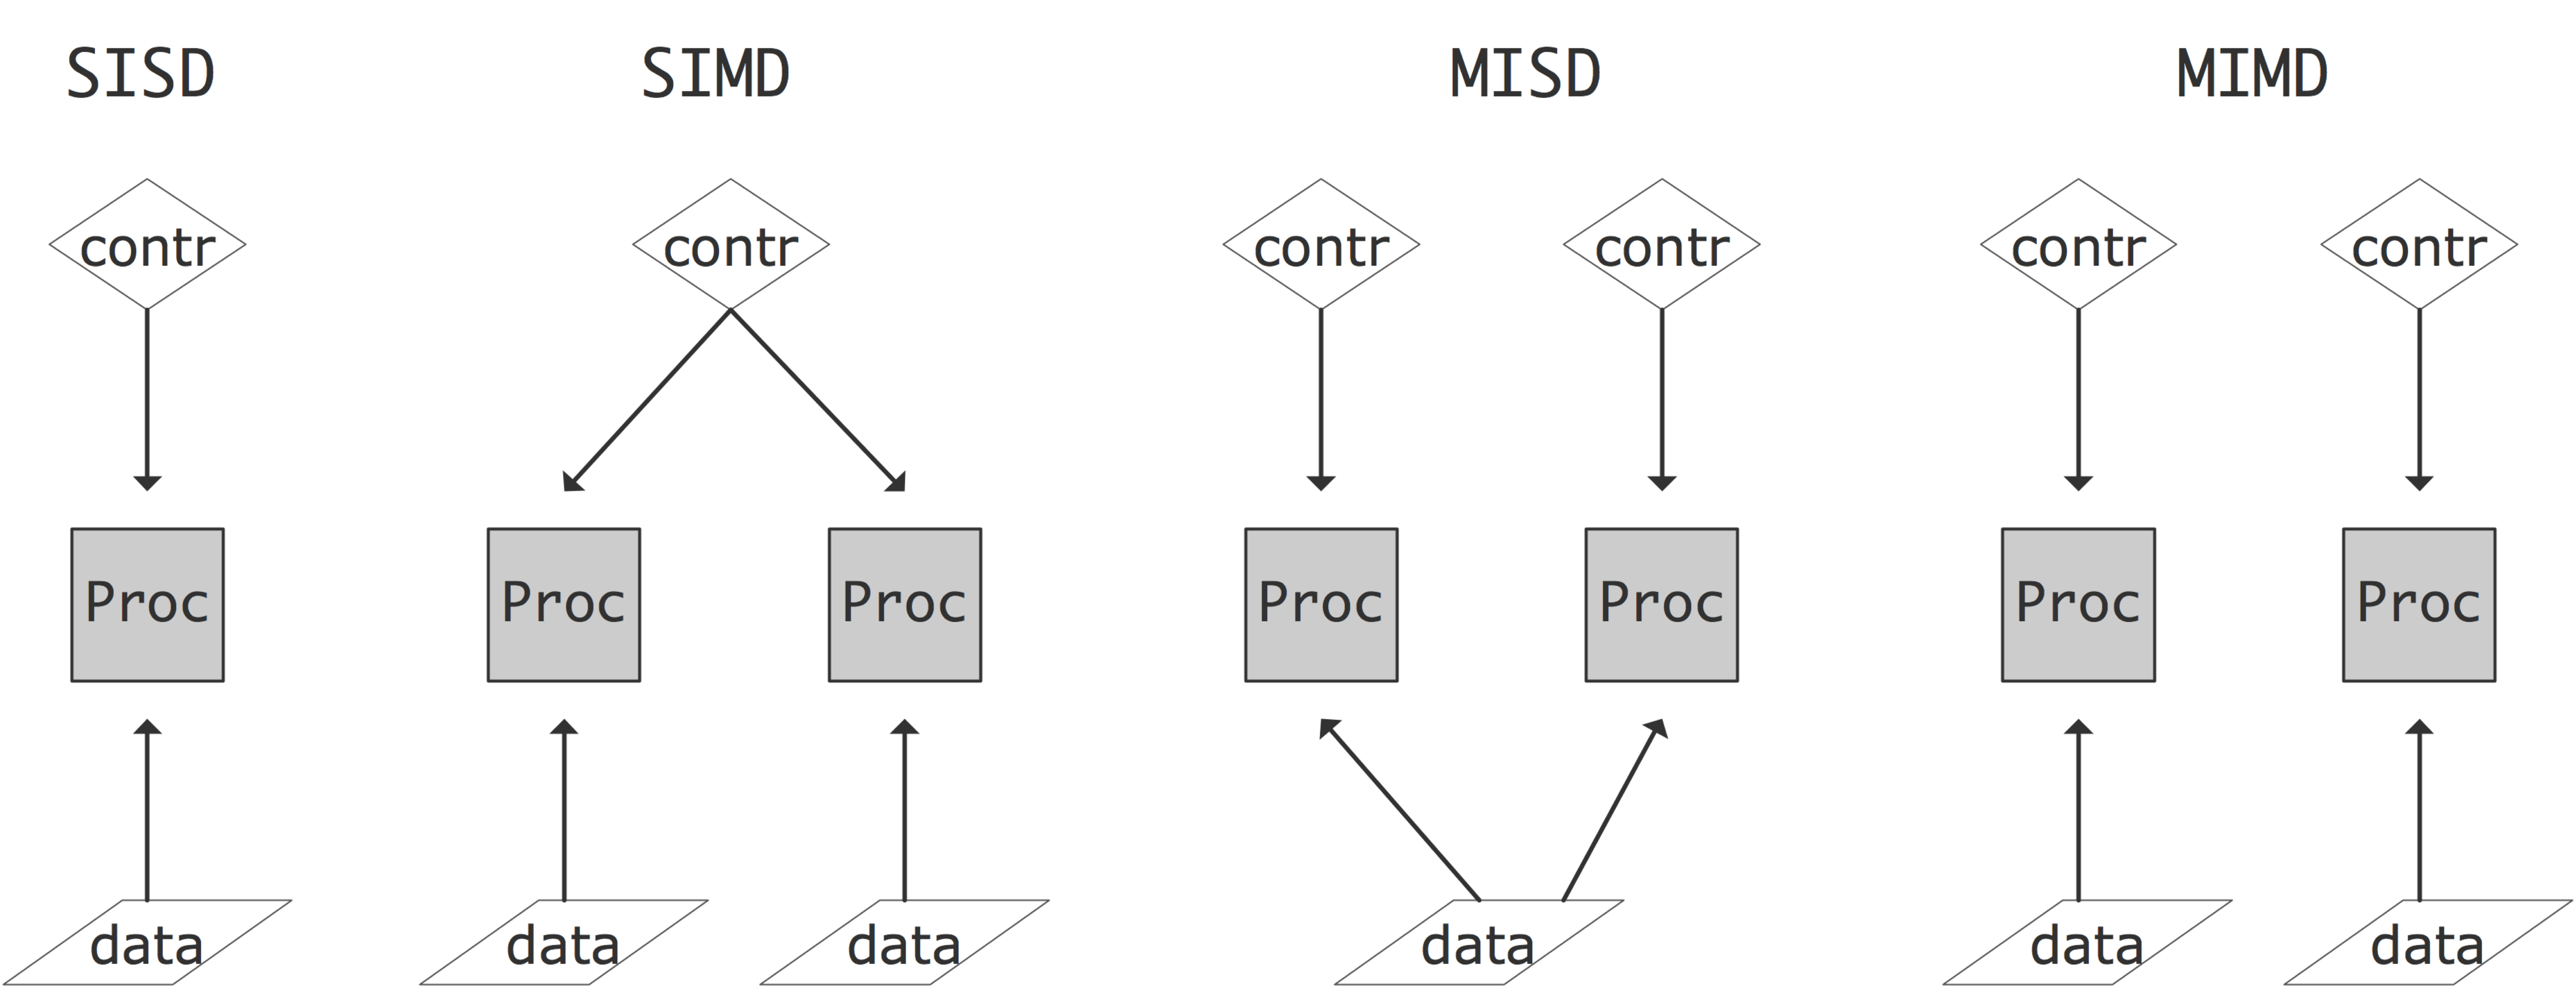 SISD SIMD MISD MIMD
contr contr contr contr contr contr
Proc Proc Proc Proc Proc Proc Proc
data data data data data data